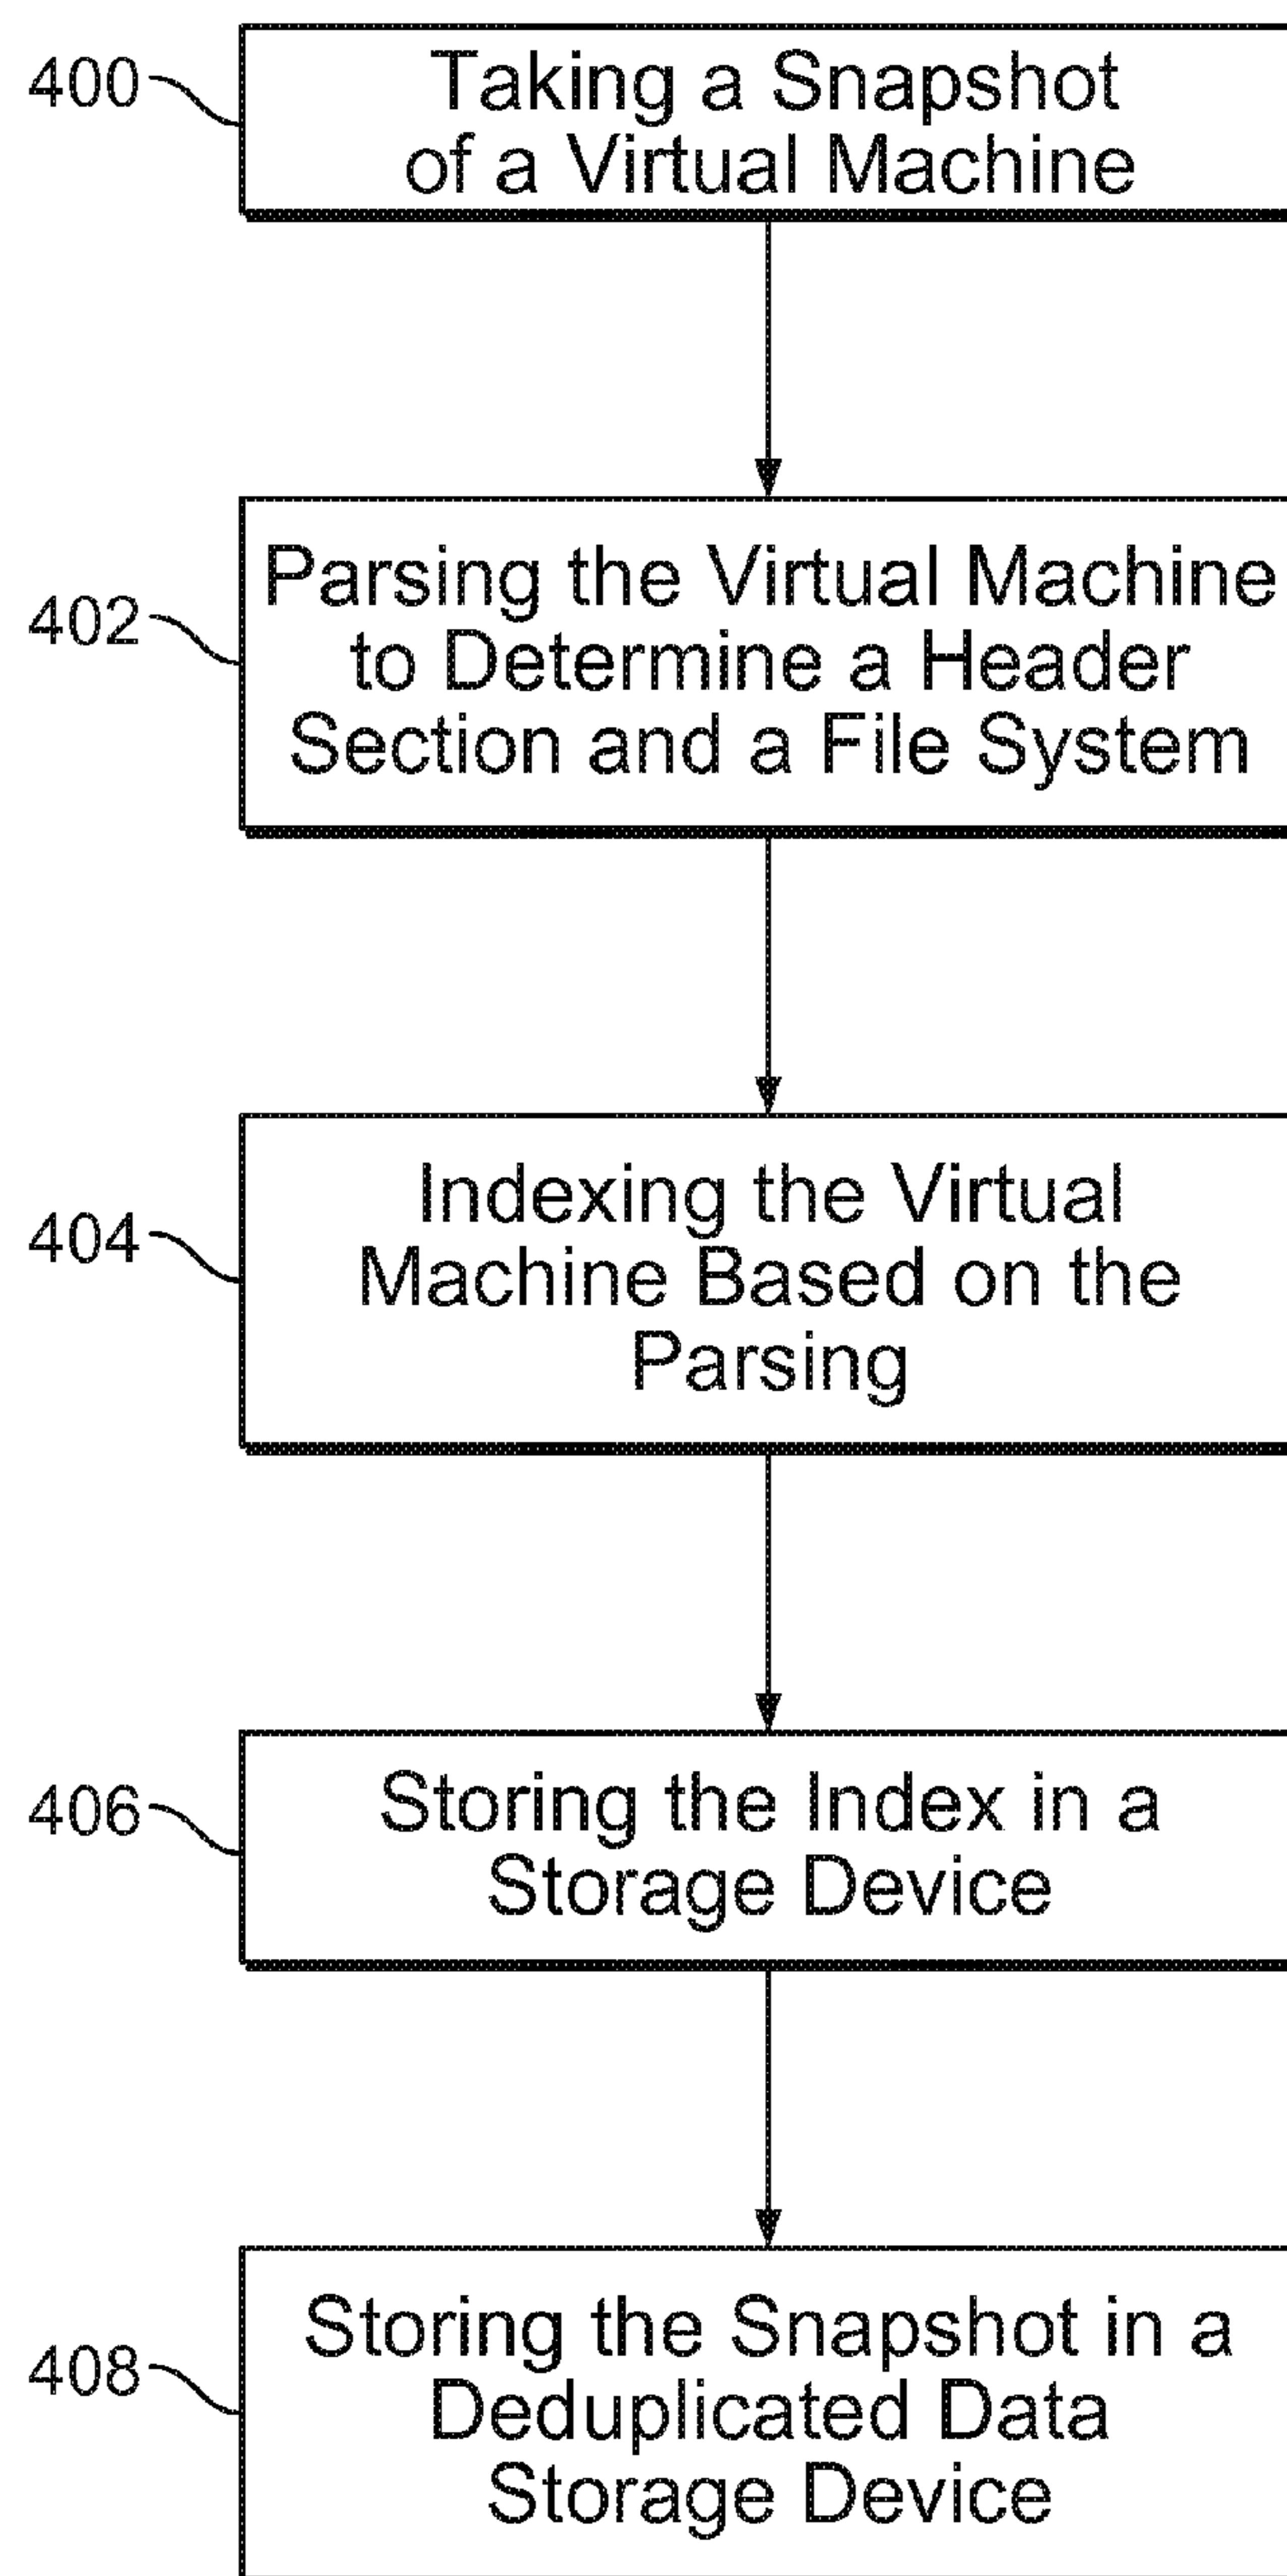 400
Taking a Snapshot
of a Virtual Machine
402
Parsing the Virtual Machine
to Determine a Header
Section and a File System
404
Indexing the Virtual
Machine Based on the
Parsing
406
Storing the Index in a
Storage Device
408
Storing the Snapshot in a
Deduplicated Data
Storage Device